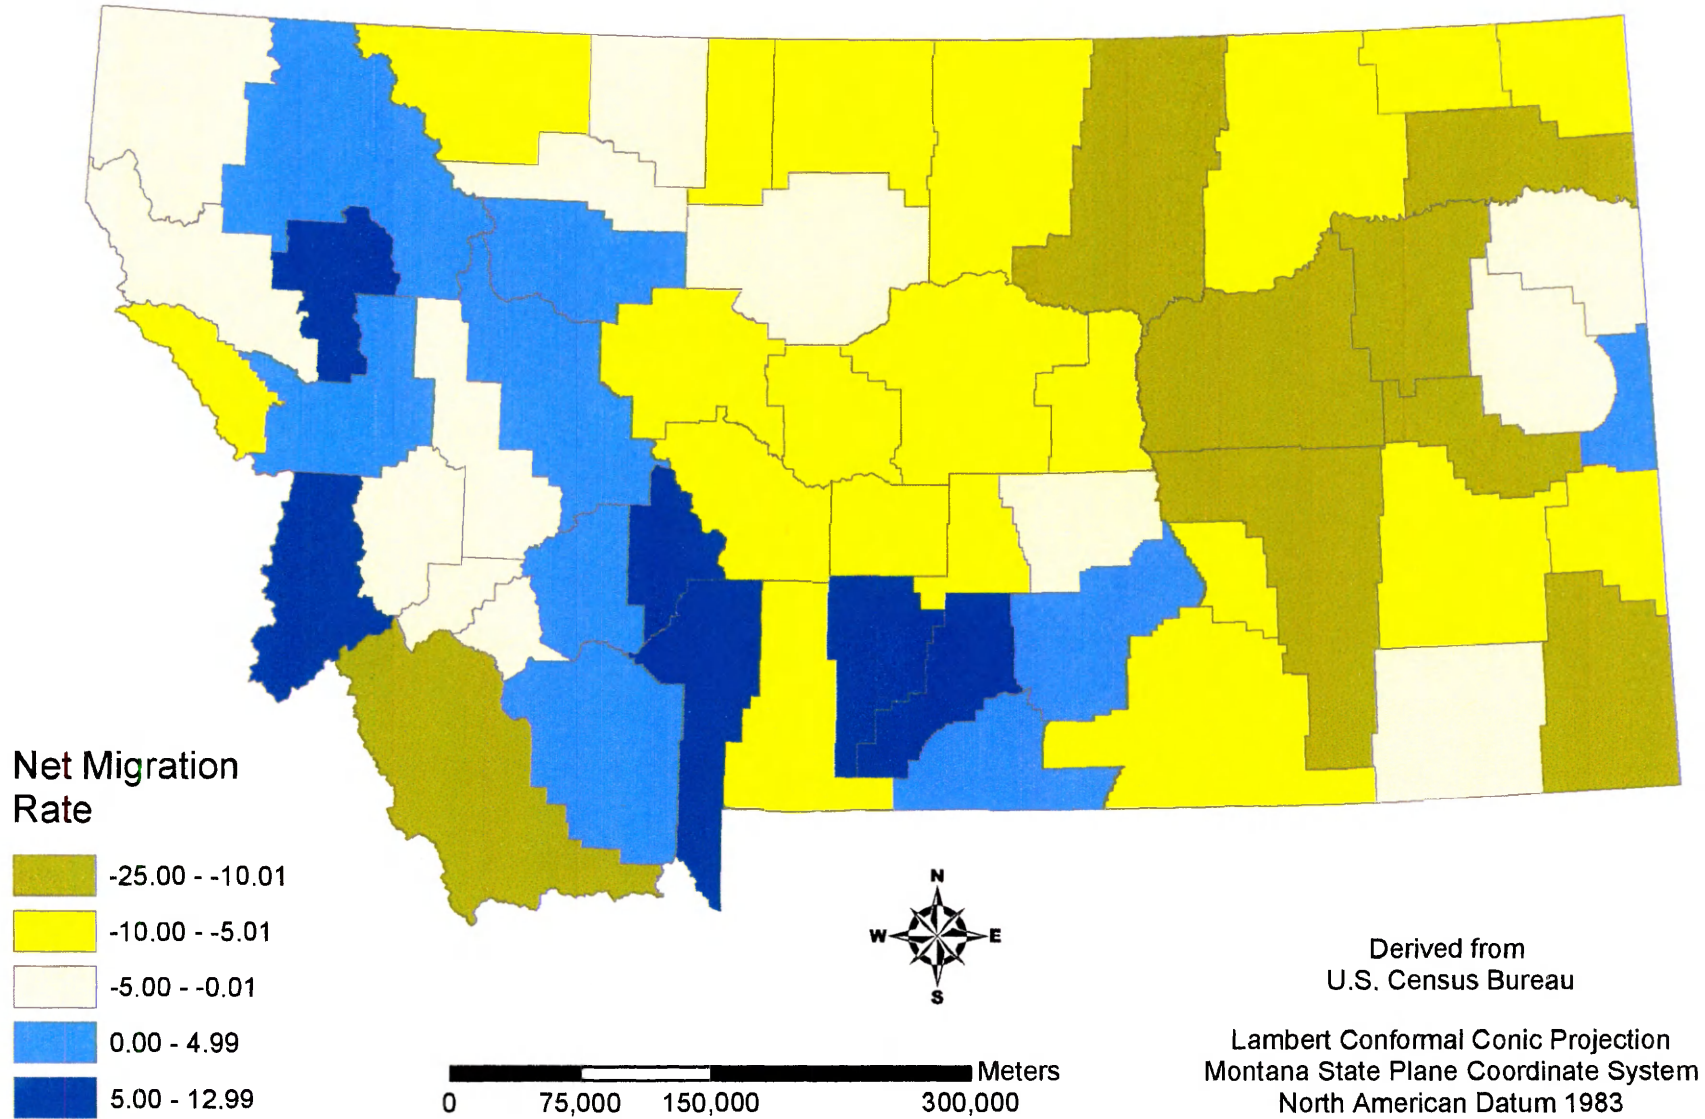 Net Migration
Rate
-25.00 - -10.01
-10.00 - -5.01
-5.00 - -0.01
0.00 - 4.99
5.00 - 12.99
N
W E
S
Meters
0 75,000 150,000 300,000
Derived from
U.S. Census Bureau
Lambert Conformal Conic Projection
Montana State Plane Coordinate System
North American Datum 1983